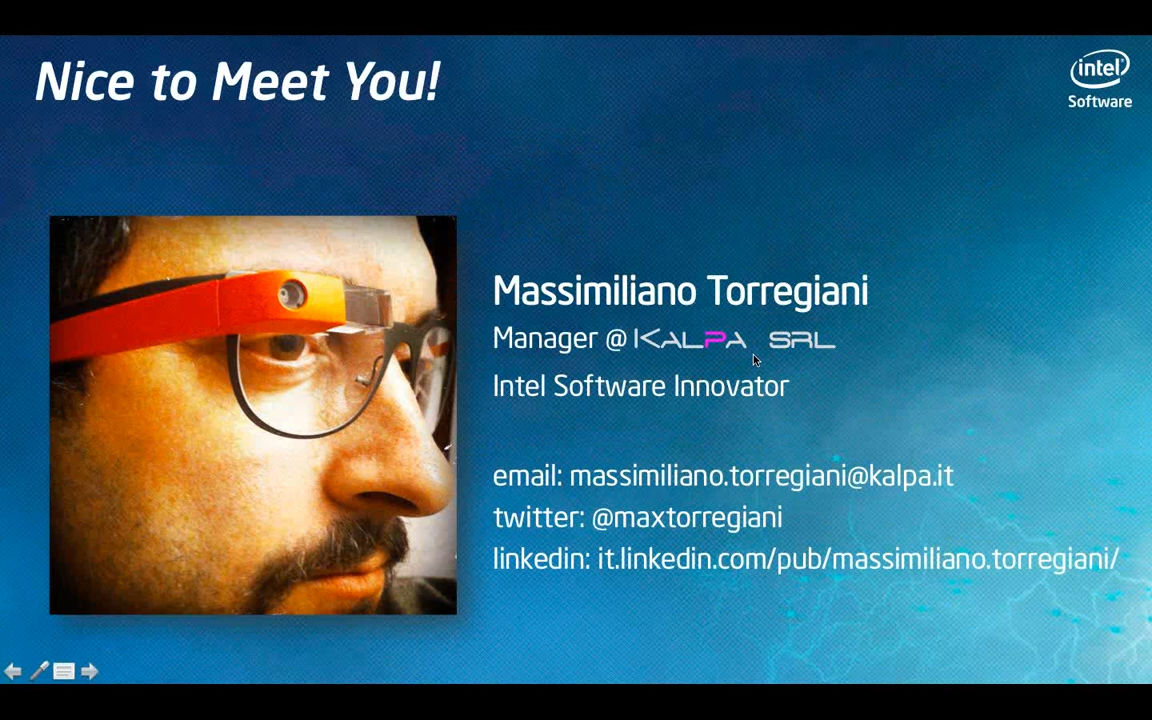 Nice to Meet You!
intel
Software
Massimiliano Torregiani
Manager @ KALPA SRL
Intel Software Innovator
email: massimiliano.torregiani@kalpa.it
twitter: @maxtorregiani
linkedin: it.linkedin.com/pub/massimiliano.torregiani/